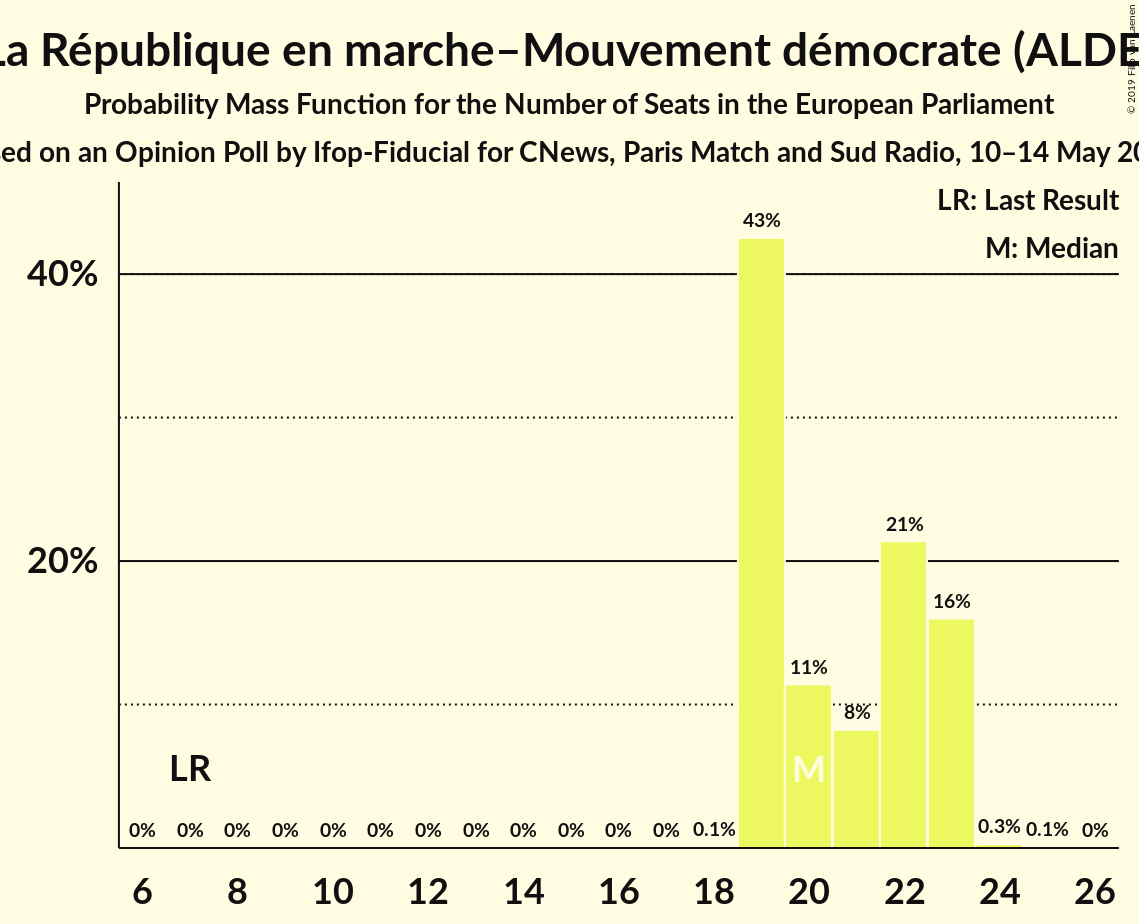 La République en marche–Mouvement démocrate (ALDE
Probability Mass Function for the Number of Seats in the European Parliament
sed on an Opinion Poll by Ifop-Fiducial for CNews, Paris Match and Sud Radio, 10–14 May 20
© 2019
LR: Last Result
M: Median
43%
40%
21%
20%
16%
11%
8%
LR
M
0% 0% 0% 0% 0% 0% 0% 0% 0% 0% 0% 0% 0.1% 0.3% 0.1% 0%
6 8 10 12 14 16 18 20 22 24 26